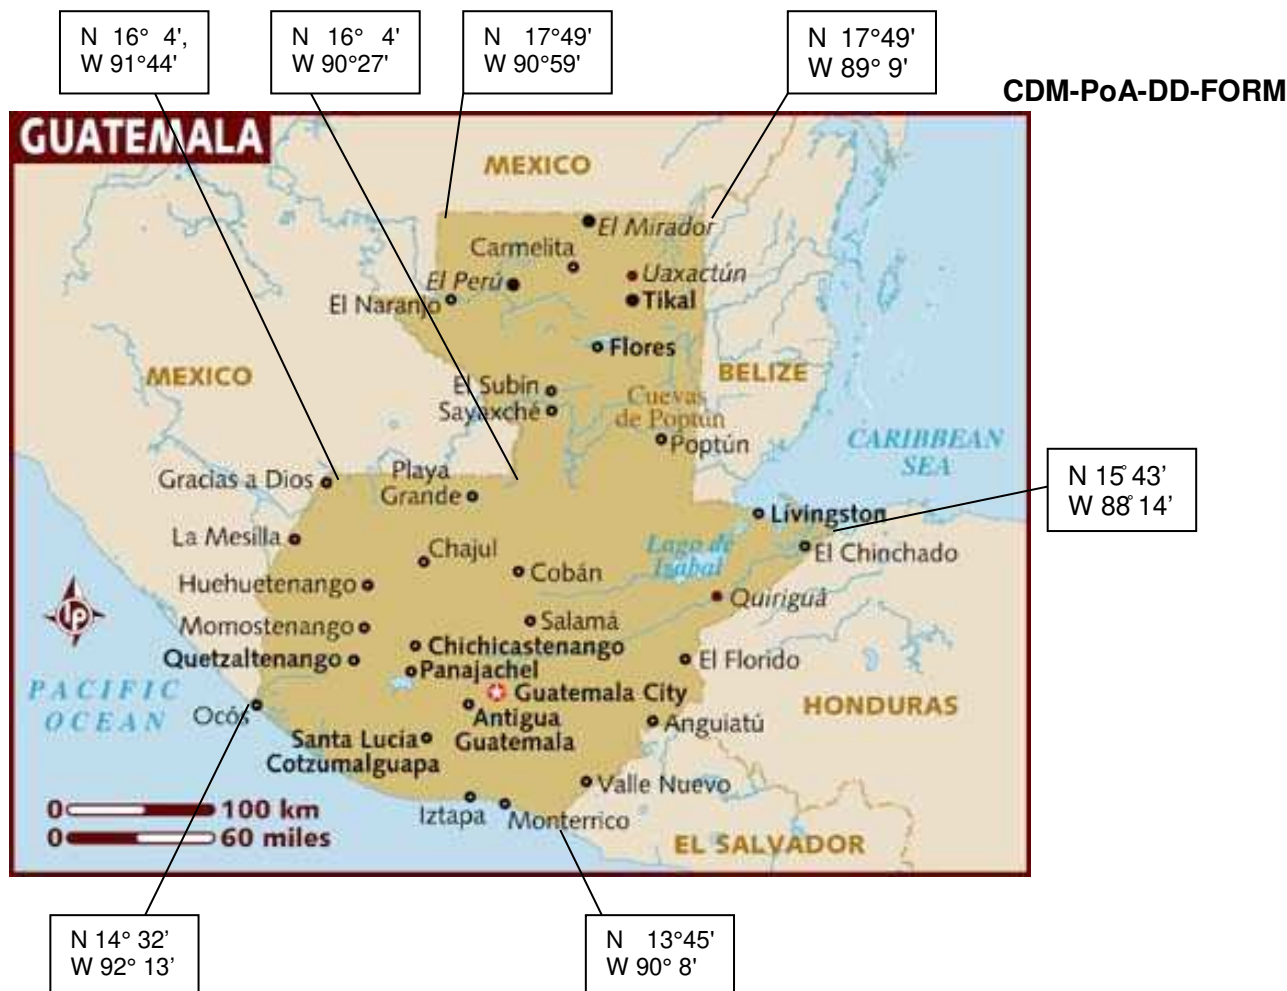 N 16° 4',
W 91°44'
N 16° 4'
W 90°27'
N 17°49'
W 90°59'
N 17°49'
W 89° 9'
CDM-PoA-DD-FORM
GUATEMALA
MEXICO
El Mirador
Carmelita
Uaxactún
El Perú
El Naranjo
Tikal
Flores
MEXICO
BELIZE
El Subín
Sayaxché
Cuevas
de Poptún
Poptún
CARIBBEAN
SEA
Gracias a Dios
Playa
Grande
N 15° 43’
W 88° 14’
Lívingston
La Mesilla
Chajul
Lago de
Izabal
El Chinchado
Huehuetenango
Cobán
Quiriguá
lp
Momostenango
Salamá
Chichicastenango
Quetzaltenango
Panajachel
El Florido
PACIFIC
OCEAN
Guatemala City
HONDURAS
Ocós
Antigua
Guatemala
Anguiatú
Santa Lucía
Cotzumalguapa
Valle Nuevo
0 100 km
0 60 miles
Iztapa
Monterrico
EL SALVADOR
N 14° 32’
W 92° 13’
N 13°45'
W 90° 8'